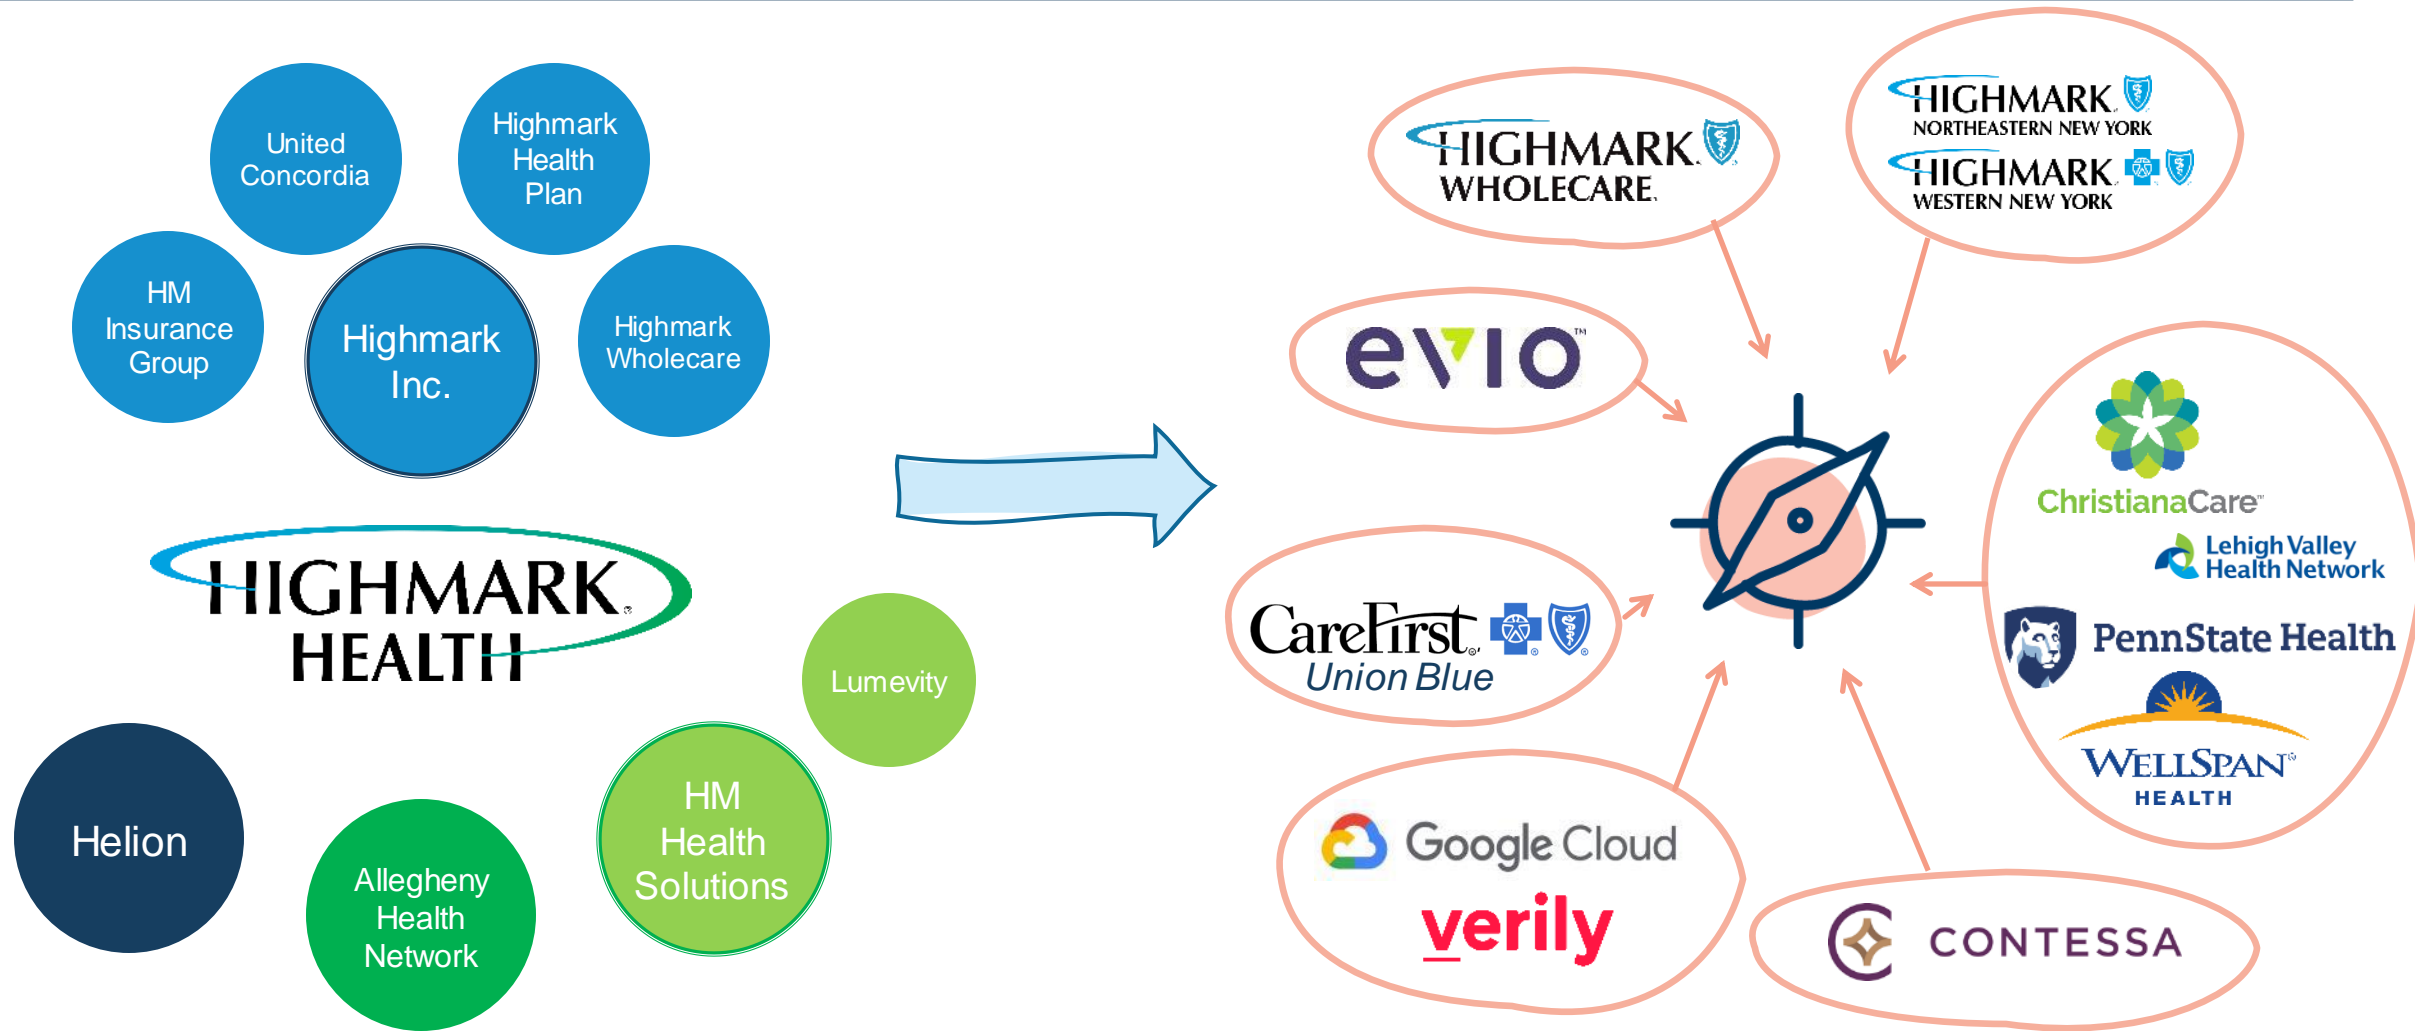 United
Concordia
Highmark
Health
Plan
HM
Insurance
Group
Highmark
Inc.
Highmark
Wholecare
HIGHMARK®
HEALTH
Lumevity
Helion
Allegheny
Health
Network
HM
Health
Solutions
HIGHMARK
WHOLECARE
HIGHMARK
NORTHEASTERN NEW YORK
HIGHMARK
WESTERN NEW YORK
evio™
ChristianaCare™
Lehigh Valley
Health Network
PennState Health
WELLSPAN®
HEALTH
CareFirst®
Union Blue
Google Cloud
verily
CONTESSA